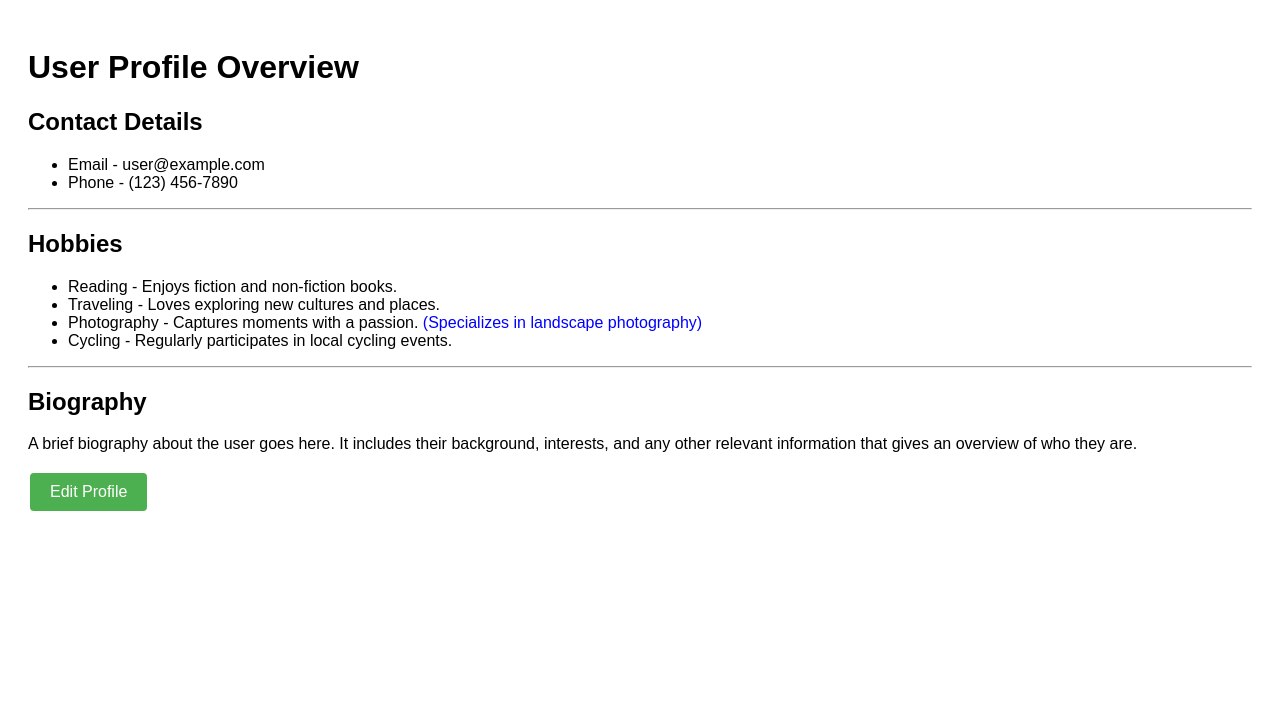 User Profile Overview
Contact Details
Email - user@example.com
Phone - (123) 456-7890
Hobbies
Reading - Enjoys fiction and non-fiction books.
Traveling - Loves exploring new cultures and places.
Photography - Captures moments with a passion. (Specializes in landscape photography)
Cycling - Regularly participates in local cycling events.
Biography
A brief biography about the user goes here. It includes their background, interests, and any other relevant information that gives an overview of who they are.
Edit Profile